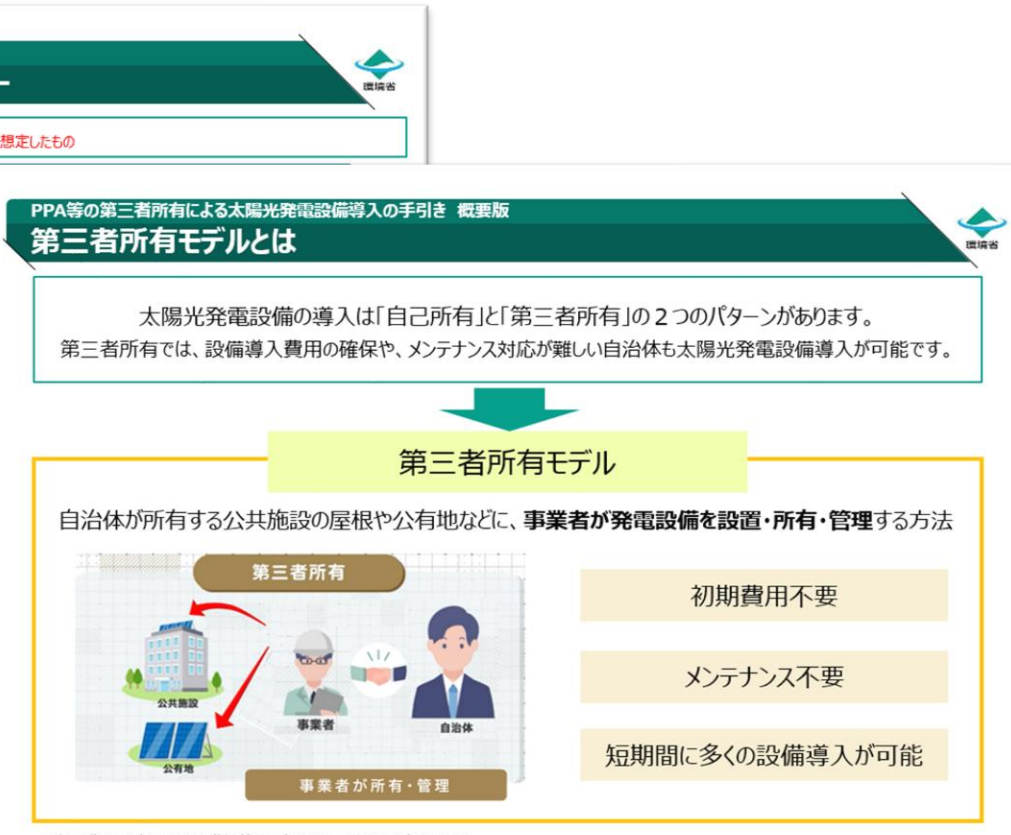 環境省
想定したもの
PPA等の第三者所有による太陽光発電設備導入の手引き 概要版
第三者所有モデルとは
環境省
太陽光発電設備の導入は「自己所有」と「第三者所有」の２つのパターンがあります。
第三者所有では、設備導入費用の確保や、メンテナンス対応が難しい自治体も太陽光発電設備導入が可能です。
第三者所有モデル
自治体が所有する公共施設の屋根や公有地などに、事業者が発電設備を設置・所有・管理する方法
第三者所有
公共施設
公有地
事業者
自治体
事業者が所有・管理
初期費用不要
メンテナンス不要
短期間に多くの設備導入が可能